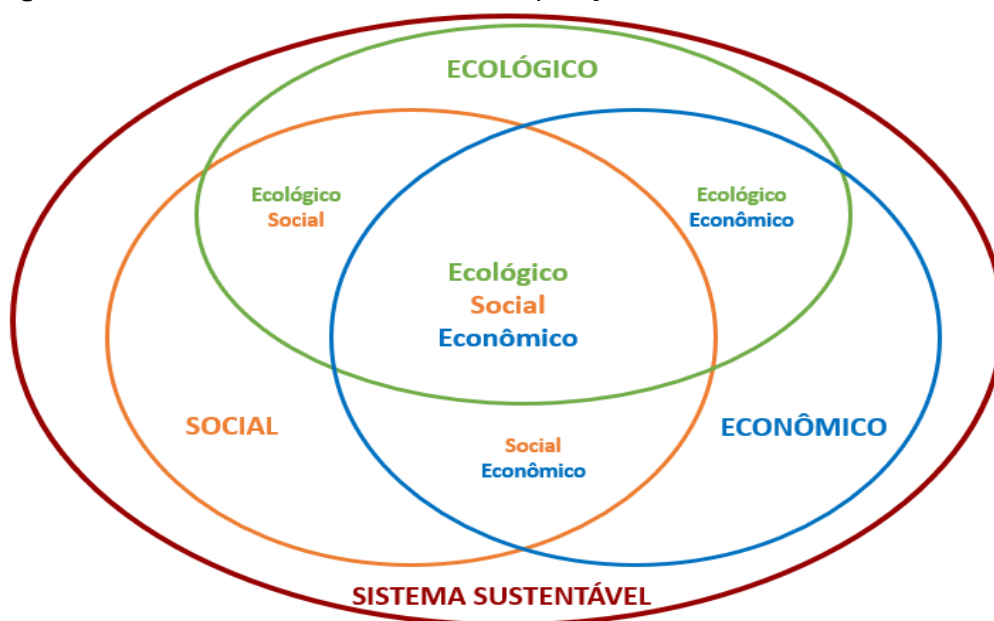 ECOLÓGICO
Ecológico
Social
Ecológico
Econômico
Ecológico
Social
Econômico
SOCIAL
ECONÔMICO
Social
Econômico
SISTEMA SUSTENTÁVEL